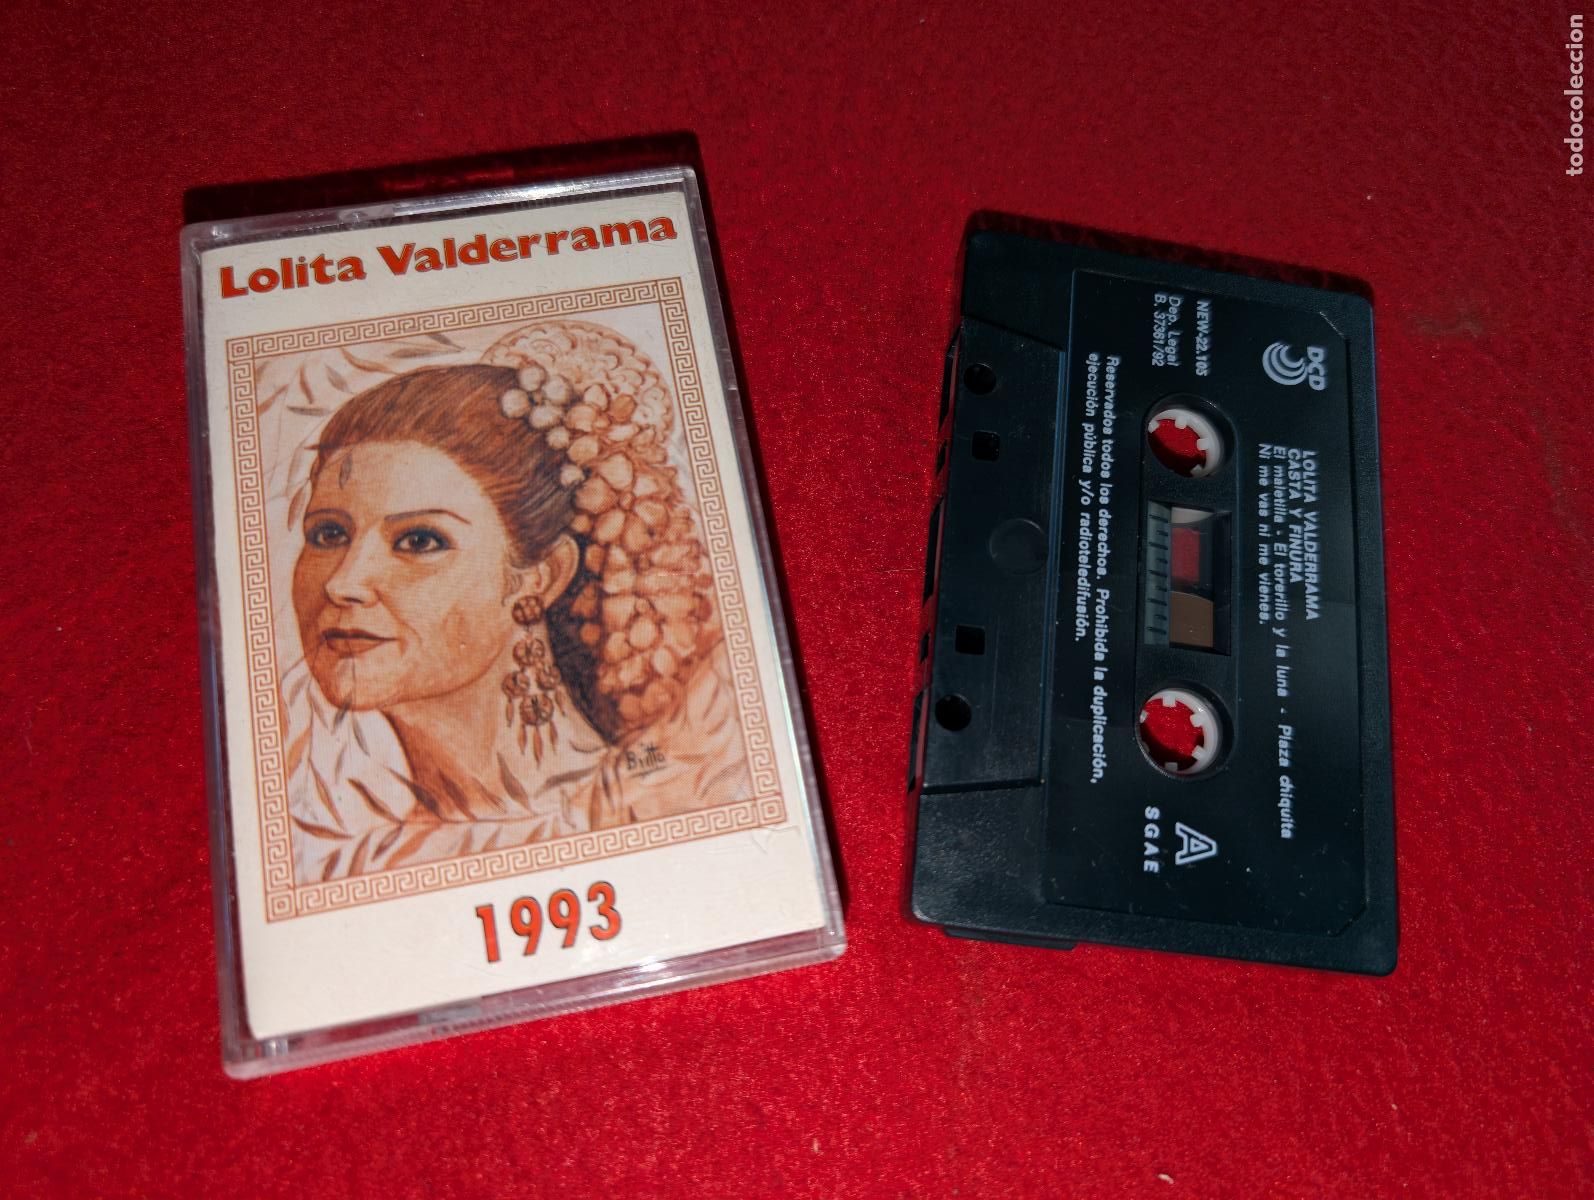 Lolita Valderrama
Britto
1993
DCD
NEW-22.105
Dep. Legal
B. 37361/92
LOLITA VALDERRAMA
CASTA Y FINURA
El maletilla - El torerillo y la luna - Plaza chiquita
Ni me vas ni me vienes.
Reservados todos los derechos. Prohibida la duplicación,
ejecución pública y/o radioteledifusión.
A
SGAE
todocoleccion